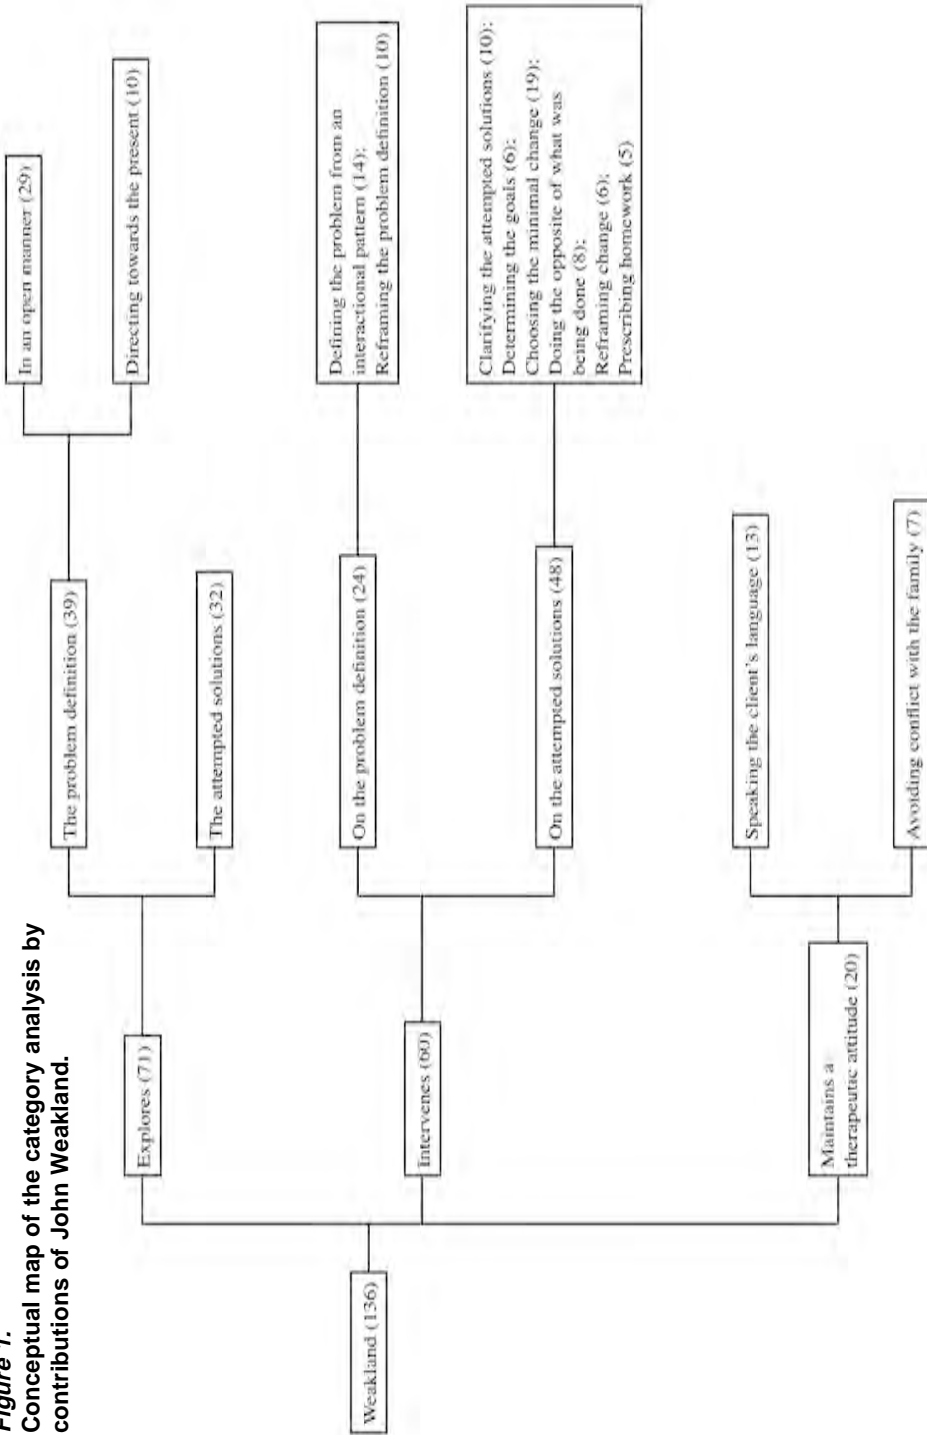 Figure 1.
Conceptual map of the category analysis by
contributions of John Weakland.
Weakland (136)
Explores (71)
The problem definition (39)
In an open manner (29)
Directing towards the present (10)
The attempted solutions (32)
Intervenes (60)
On the problem definition (24)
Defining the problem from an
interactional pattern (14);
Reframing the problem definition (10)
On the attempted solutions (48)
Clarifying the attempted solutions (10);
Determining the goals (6);
Choosing the minimal change (19);
Doing the opposite of what was
being done (8);
Reframing change (6);
Prescribing homework (5)
Maintains a
therapeutic attitude (20)
Speaking the client's language (13)
Avoiding conflict with the family (7)